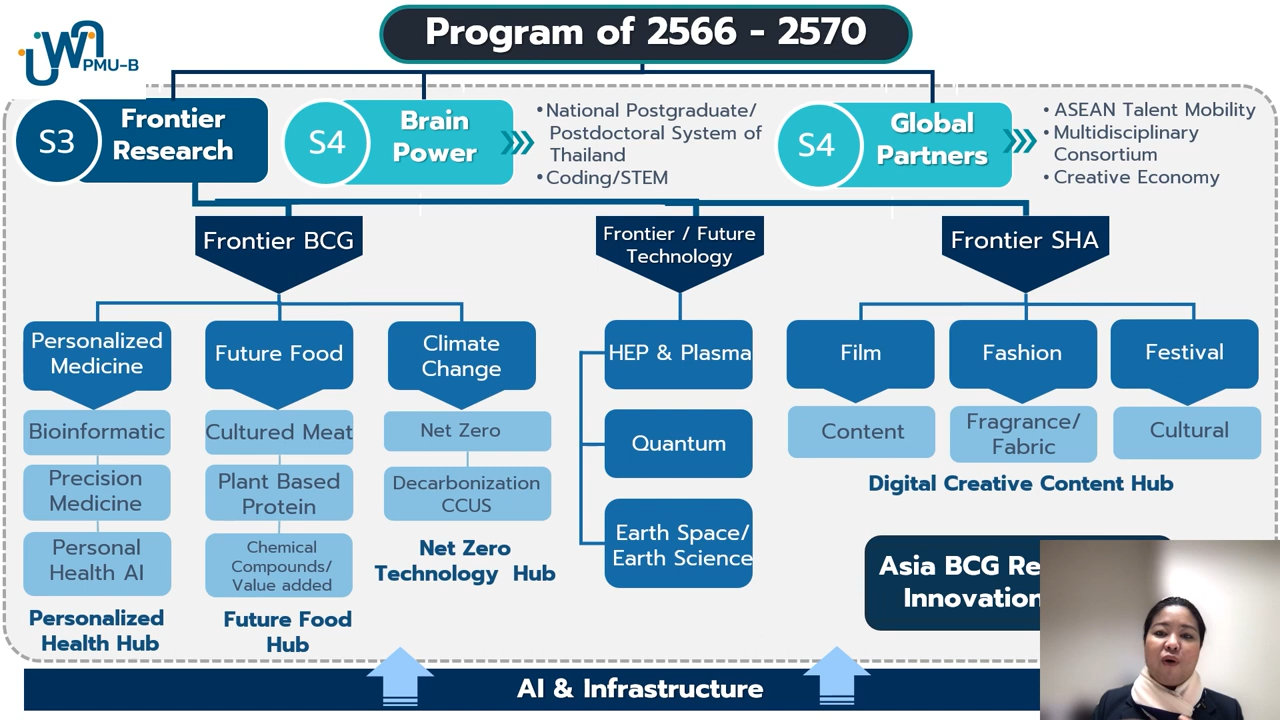 Program of 2566 - 2570
บพค
PMU-B
S3
Frontier
Research
S4
Brain
Power
•National Postgraduate/
Postdoctoral System of
Thailand
•Coding/STEM
S4
Global
Partners
• ASEAN Talent Mobility
• Multidisciplinary
Consortium
• Creative Economy
Frontier BCG
Frontier / Future
Technology
Frontier SHA
Personalized
Medicine
Future Food
Climate
Change
HEP & Plasma
Film
Fashion
Festival
Bioinformatic
Cultured Meat
Net Zero
Quantum
Content
Fragrance/
Fabric
Cultural
Precision
Medicine
Plant Based
Protein
Decarbonization
CCUS
Digital Creative Content Hub
Personal
Health AI
Chemical
Compounds/
Value added
Net Zero
Technology Hub
Earth Space/
Earth Science
Asia BCG
Innovation
Personalized
Health Hub
Future Food
Hub
AI & Infrastructure